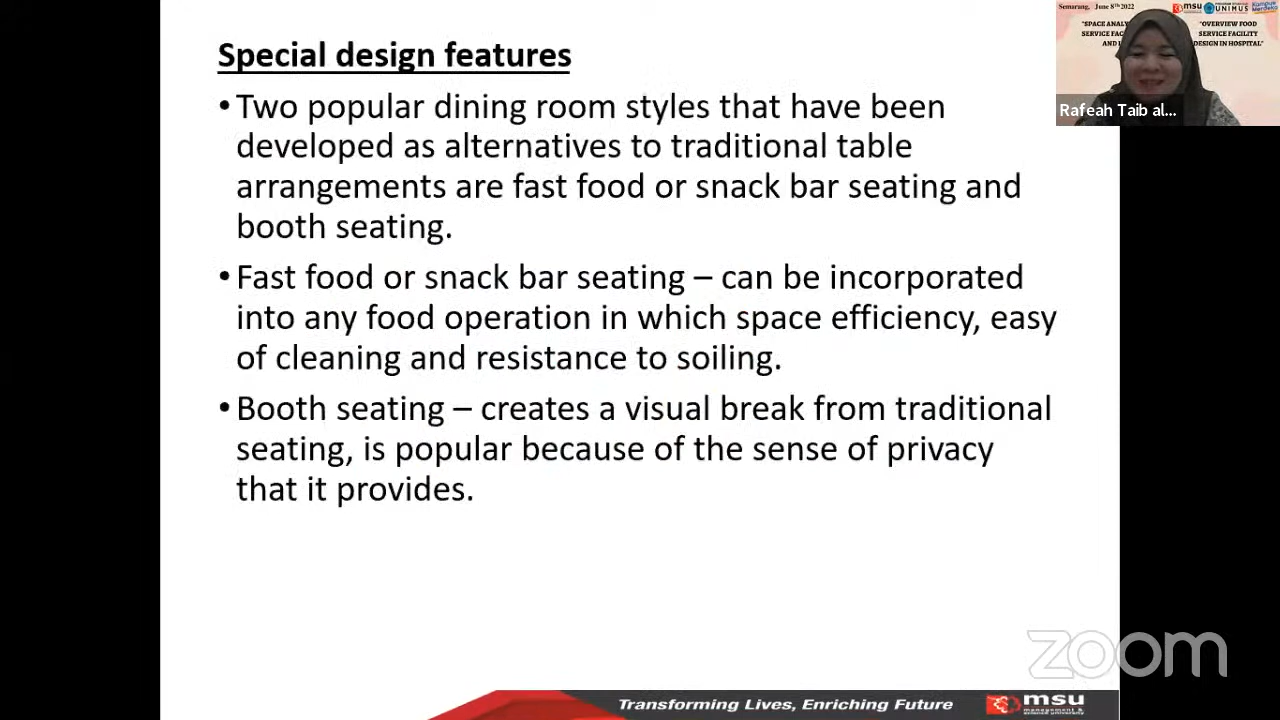 Special design features
•Two popular dining room styles that have been
developed as alternatives to traditional table
arrangements are fast food or snack bar seating and
booth seating.
•Fast food or snack bar seating – can be incorporated
into any food operation in which space efficiency, easy
of cleaning and resistance to soiling.
•Booth seating – creates a visual break from traditional
seating, is popular because of the sense of privacy
that it provides.
Semarang, June 8Th 2022
msu
UNIMUS
Kampus
Merdeka
"SPACE ANALY
SERVICE FAC
AND
"OVERVIEW FOOD
SERVICE FACILITY
DESIGN IN HOSPITAL"
Rafeah Taib al...
zoom
Transforming Lives, Enriching Future
msu
management &
science university